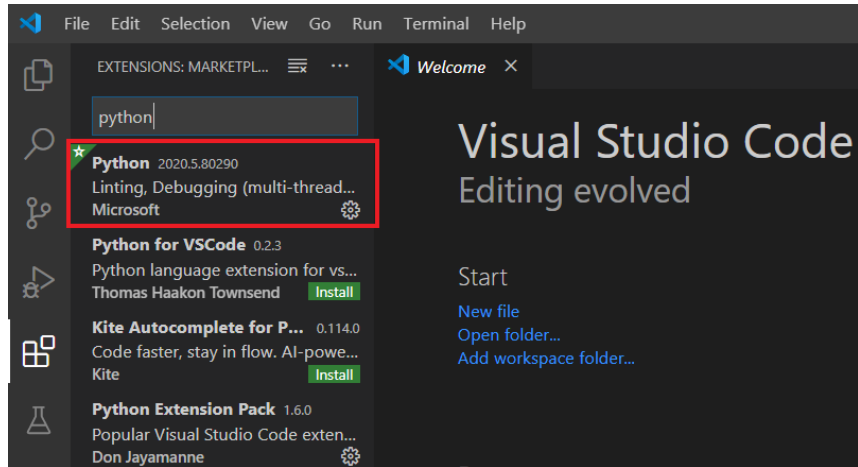 File Edit Selection View Go Run Terminal Help
EXTENSIONS: MARKETPL...
Welcome
python
Python 2020.5.80290
Linting, Debugging (multi-thread...
Microsoft
Python for VSCode 0.2.3
Python language extension for vs...
Thomas Haakon Townsend Install
Kite Autocomplete for P... 0.114.0
Code faster, stay in flow. AI-powe...
Kite Install
Python Extension Pack 1.6.0
Popular Visual Studio Code exten...
Don Jayamanne
Visual Studio Code
Editing evolved
Start
New file
Open folder...
Add workspace folder...